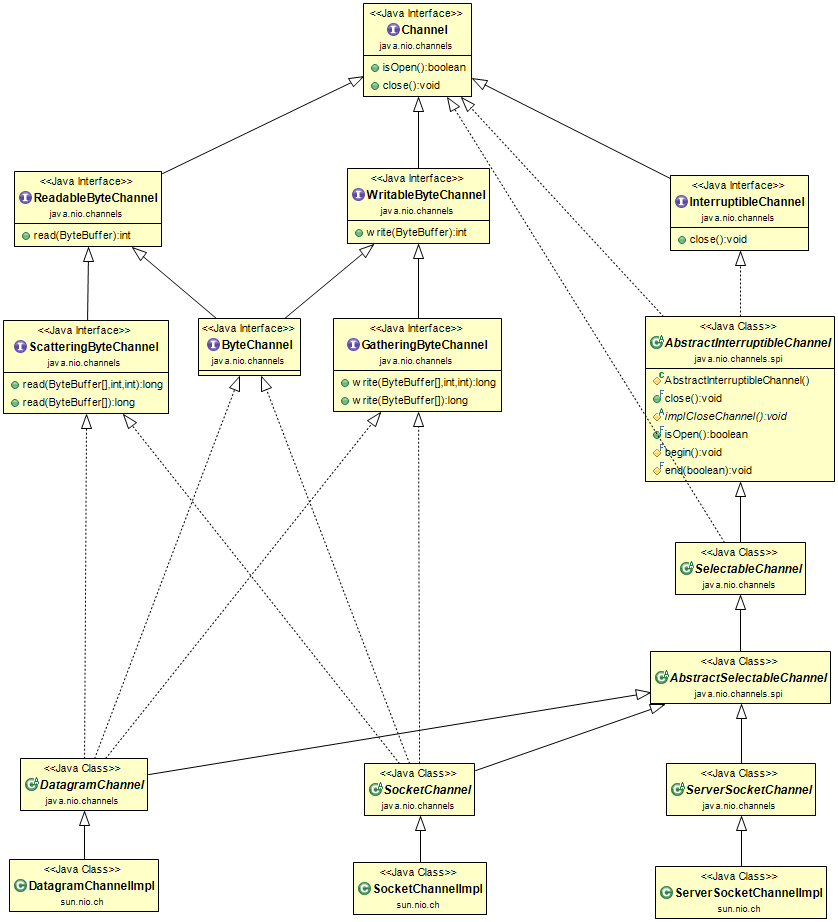 <<Java Interface>>
Channel
java.nio.channels
isOpen():boolean
close():void
<<Java Interface>>
ReadableByteChannel
java.nio.channels
read(ByteBuffer):int
<<Java Interface>>
WritableByteChannel
java.nio.channels
write(ByteBuffer):int
<<Java Interface>>
InterruptibleChannel
java.nio.channels
close():void
<<Java Interface>>
ScatteringByteChannel
java.nio.channels
read(ByteBuffer[],int,int):long
read(ByteBuffer[]):long
<<Java Interface>>
ByteChannel
java.nio.channels
<<Java Interface>>
GatheringByteChannel
java.nio.channels
write(ByteBuffer[],int,int):long
write(ByteBuffer[]):long
<<Java Class>>
AbstractInterruptibleChannel
java.nio.channels.spi
AbstractInterruptibleChannel()
close():void
implCloseChannel():void
isOpen():boolean
begin():void
end(boolean):void
<<Java Class>>
SelectableChannel
java.nio.channels
<<Java Class>>
AbstractSelectableChannel
java.nio.channels.spi
<<Java Class>>
DatagramChannel
java.nio.channels
<<Java Class>>
SocketChannel
java.nio.channels
<<Java Class>>
ServerSocketChannel
java.nio.channels
<<Java Class>>
DatagramChannelImpl
sun.nio.ch
<<Java Class>>
SocketChannelImpl
sun.nio.ch
<<Java Class>>
ServerSocketChannelImpl
sun.nio.ch